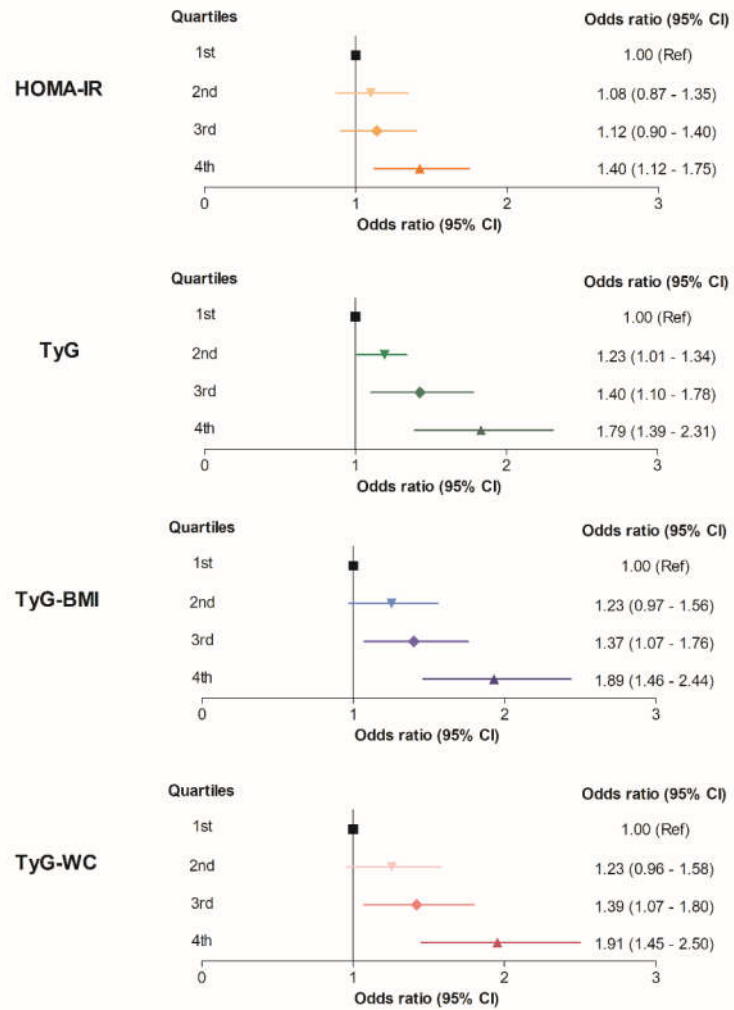 Quartiles Odds ratio (95% CI)
1st 1.00 (Ref)
HOMA-IR 2nd 1.08 (0.87 - 1.35)
3rd 1.12 (0.90 - 1.40)
4th 1.40 (1.12 - 1.75)
0 1 2 3
Odds ratio (95% CI)
Quartiles Odds ratio (95% CI)
1st 1.00 (Ref)
TyG 2nd 1.23 (1.01 - 1.34)
3rd 1.40 (1.10 - 1.78)
4th 1.79 (1.39 - 2.31)
0 1 2 3
Odds ratio (95% CI)
Quartiles Odds ratio (95% CI)
1st 1.00 (Ref)
TyG-BMI 2nd 1.23 (0.97 - 1.56)
3rd 1.37 (1.07 - 1.76)
4th 1.89 (1.46 - 2.44)
0 1 2 3
Odds ratio (95% CI)
Quartiles Odds ratio (95% CI)
1st 1.00 (Ref)
TyG-WC 2nd 1.23 (0.96 - 1.58)
3rd 1.39 (1.07 - 1.80)
4th 1.91 (1.45 - 2.50)
0 1 2 3
Odds ratio (95% CI)